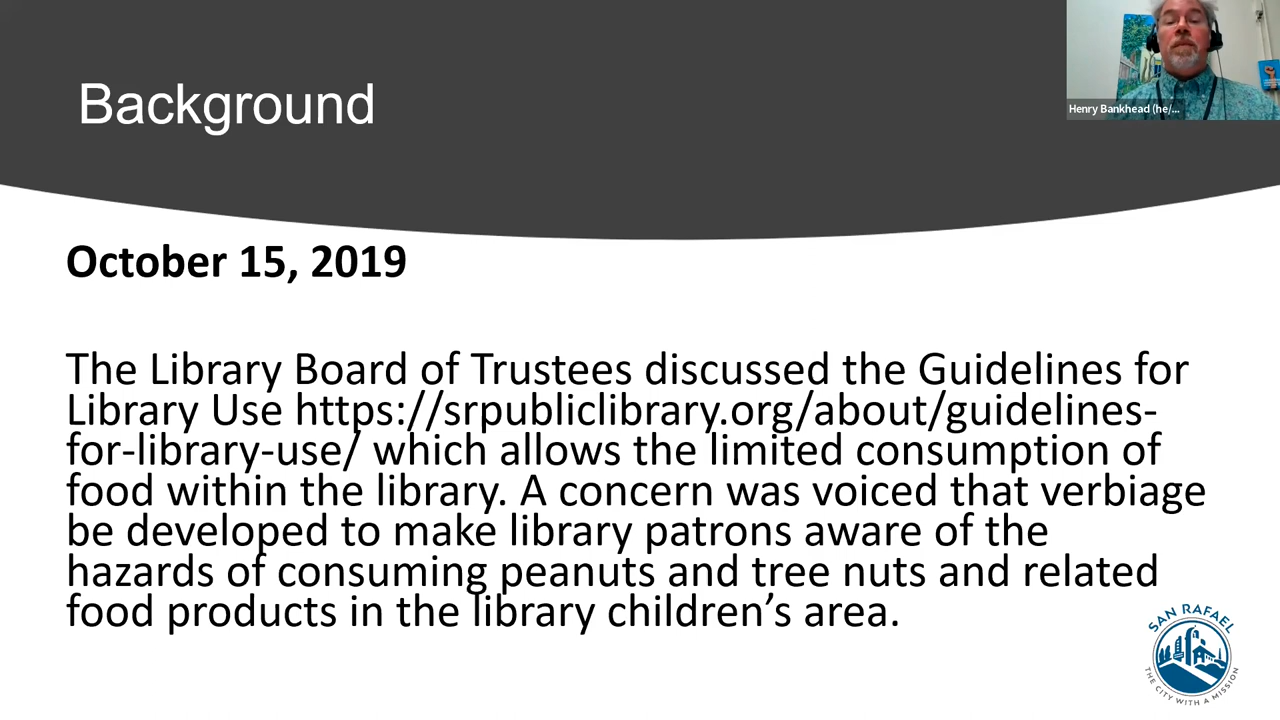 Background
Henry Bankhead (he/...
October 15, 2019
The Library Board of Trustees discussed the Guidelines for
Library Use https://srpubliclibrary.org/about/guidelines-
for-library-use/ which allows the limited consumption of
food within the library. A concern was voiced that verbiage
be developed to make library patrons aware of the
hazards of consuming peanuts and tree nuts and related
food products in the library children’s area.
SAN RAFAEL
THE CITY WITH A MISSION